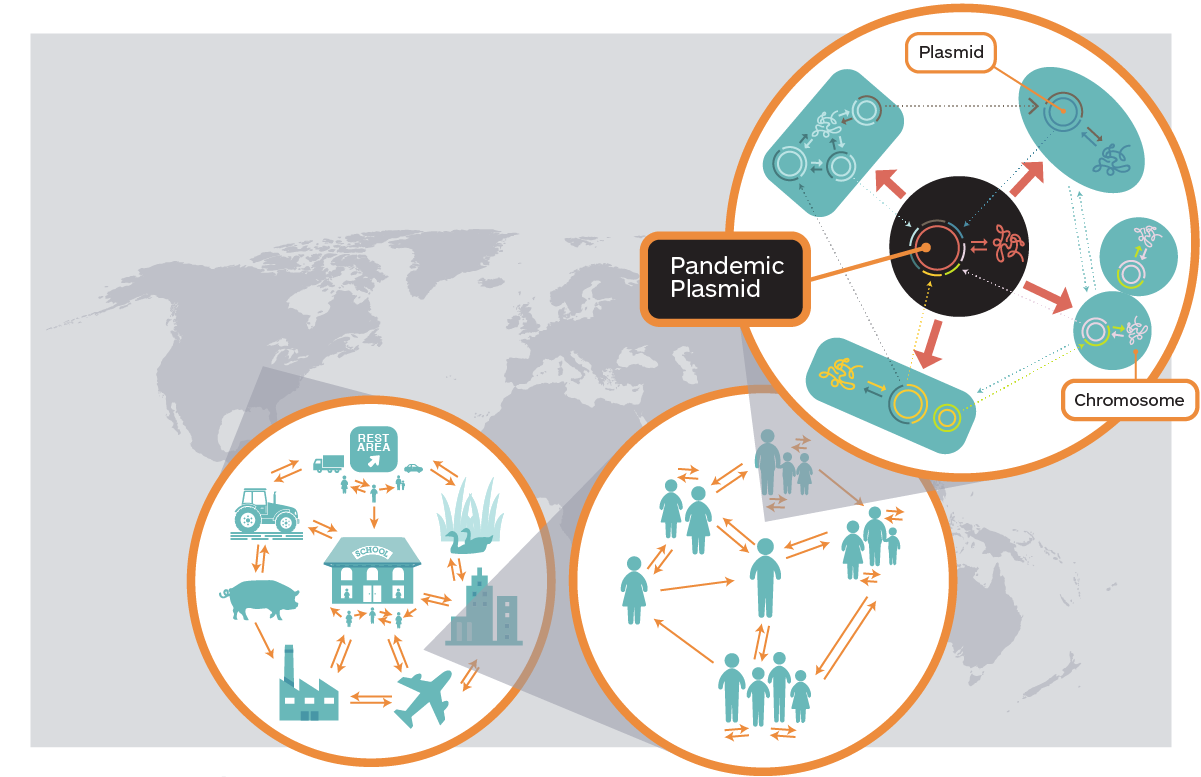 Plasmid
Pandemic
Plasmid
Chromosome
REST
AREA
SCHOOL